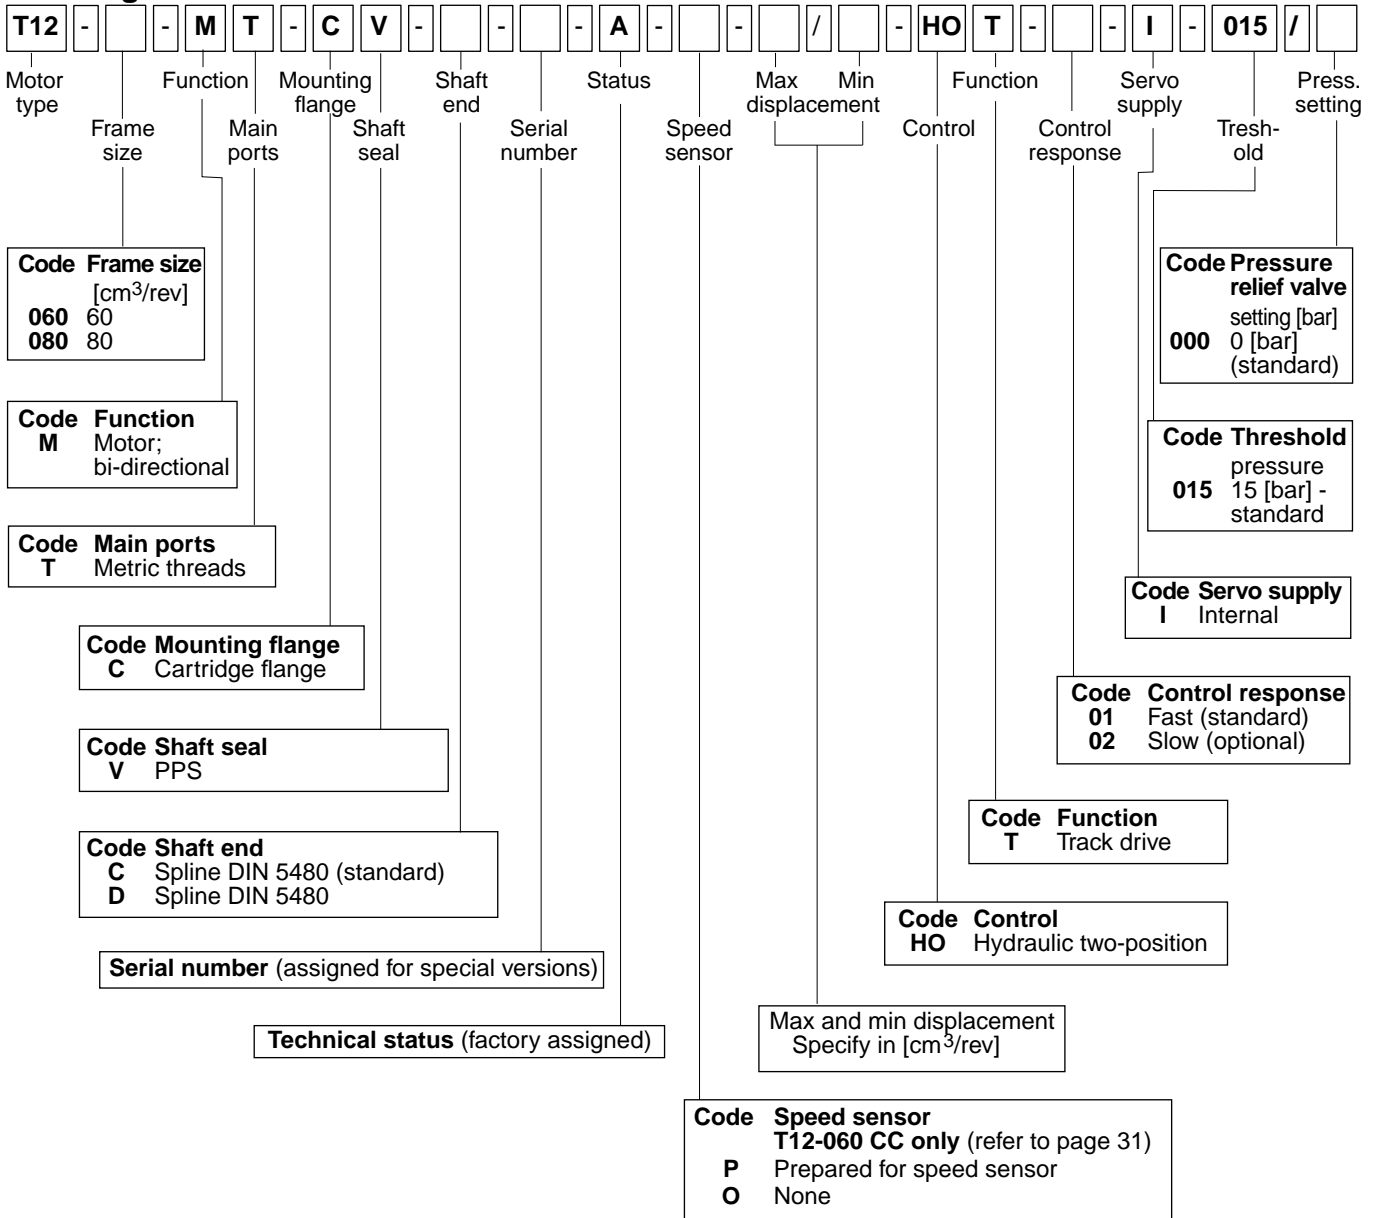 T12 - - M T - C V - - - A - - / - HO T - - I - 015 /
Motor type
Frame size
Function
Main ports
Mounting flange
Shaft seal
Shaft end
Serial number
Status
Speed sensor
Max Min
displacement
Control
Function
Control response
Servo supply
Tresh-
old
Press. setting
Code Frame size
[cm3/rev]
060 60
080 80
Code Function
M Motor;
bi-directional
Code Main ports
T Metric threads
Code Mounting flange
C Cartridge flange
Code Shaft seal
V PPS
Code Shaft end
C Spline DIN 5480 (standard)
D Spline DIN 5480
Serial number (assigned for special versions)
Technical status (factory assigned)
Code Speed sensor
T12-060 CC only (refer to page 31)
P Prepared for speed sensor
O None
Max and min displacement
Specify in [cm3/rev]
Code Control
HO Hydraulic two-position
Code Function
T Track drive
Code Control response
01 Fast (standard)
02 Slow (optional)
Code Servo supply
I Internal
Code Threshold
pressure
015 15 [bar] -
standard
Code Pressure
relief valve
setting [bar]
000 0 [bar]
(standard)